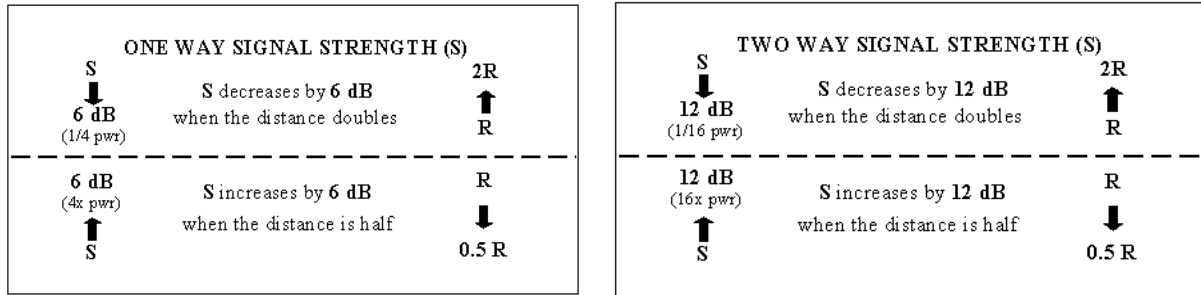 ONE WAY SIGNAL STRENGTH (S)
S
6 dB
(1/4 pwr)
S decreases by 6 dB
when the distance doubles
2R
R
6 dB
(4x pwr)
S
S increases by 6 dB
when the distance is half
R
0.5 R
TWO WAY SIGNAL STRENGTH (S)
S
12 dB
(1/16 pwr)
S decreases by 12 dB
when the distance doubles
2R
R
12 dB
(16x pwr)
S
S increases by 12 dB
when the distance is half
R
0.5 R